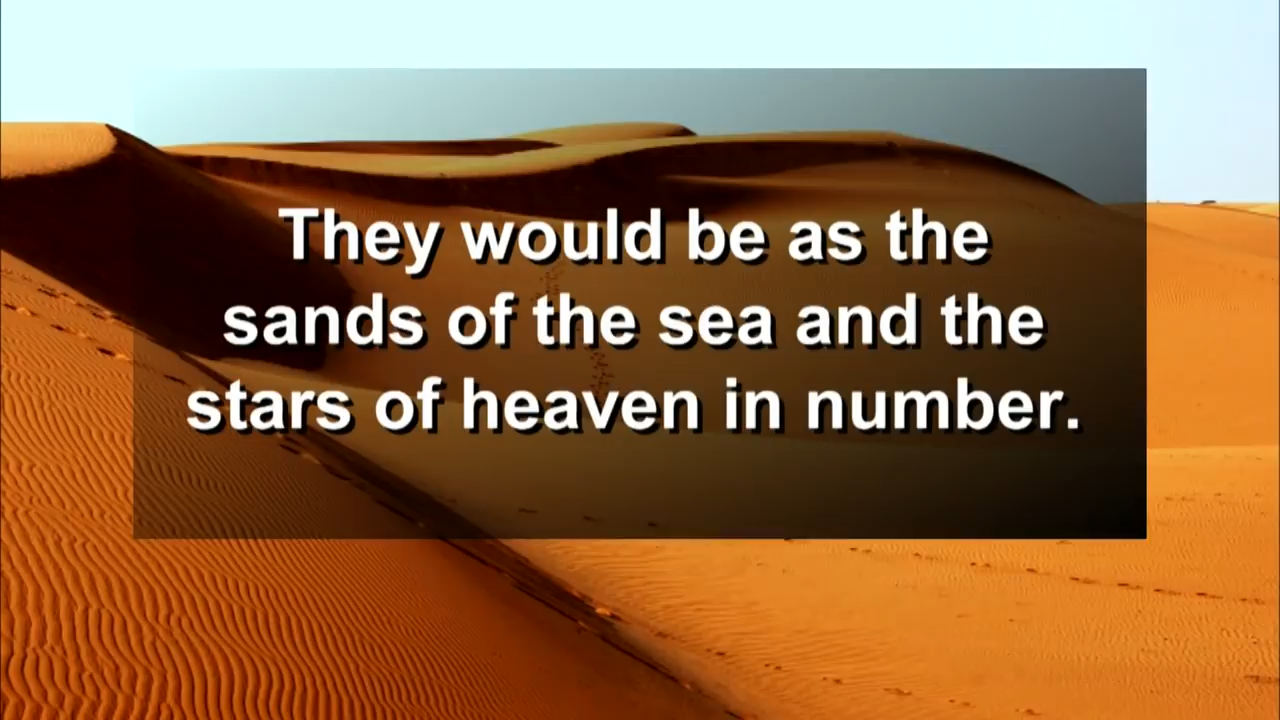 They would be as the
sands of the sea and the
stars of heaven in number.